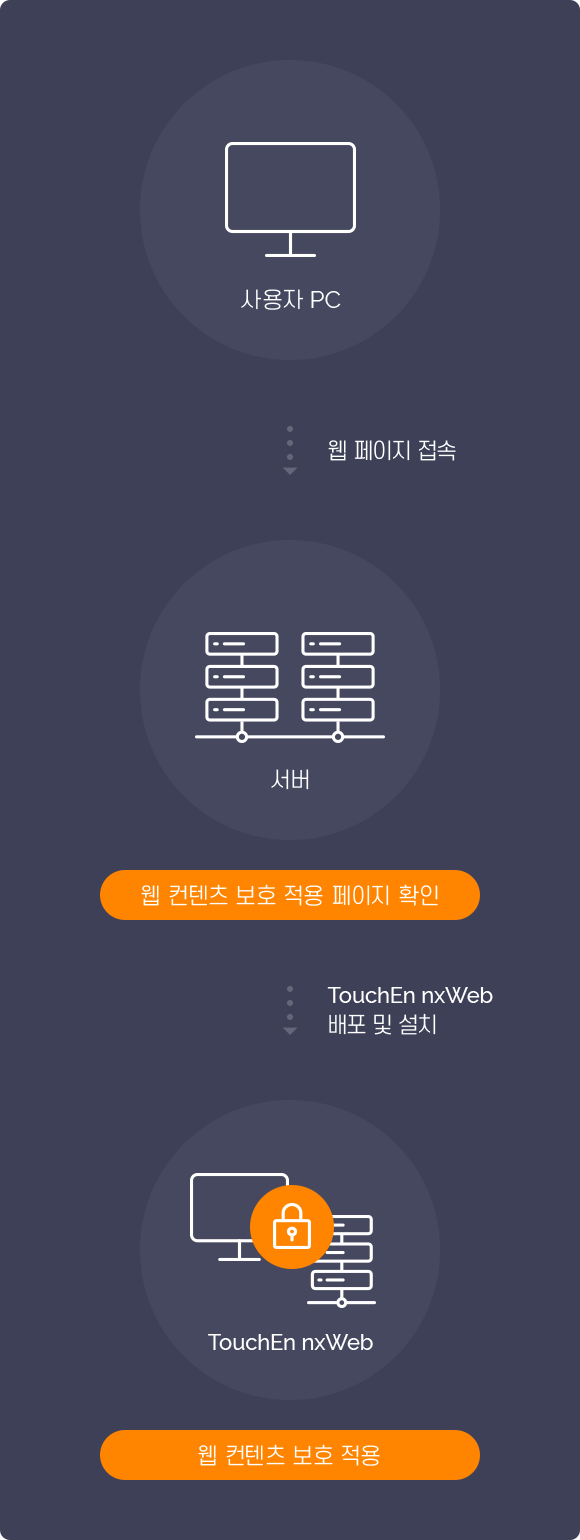 사용자 PC
웹 페이지 접속
서버
웹 컨텐츠 보호 적용 페이지 확인
TouchEn nxWeb
배포 및 설치
TouchEn nxWeb
웹 컨텐츠 보호 적용